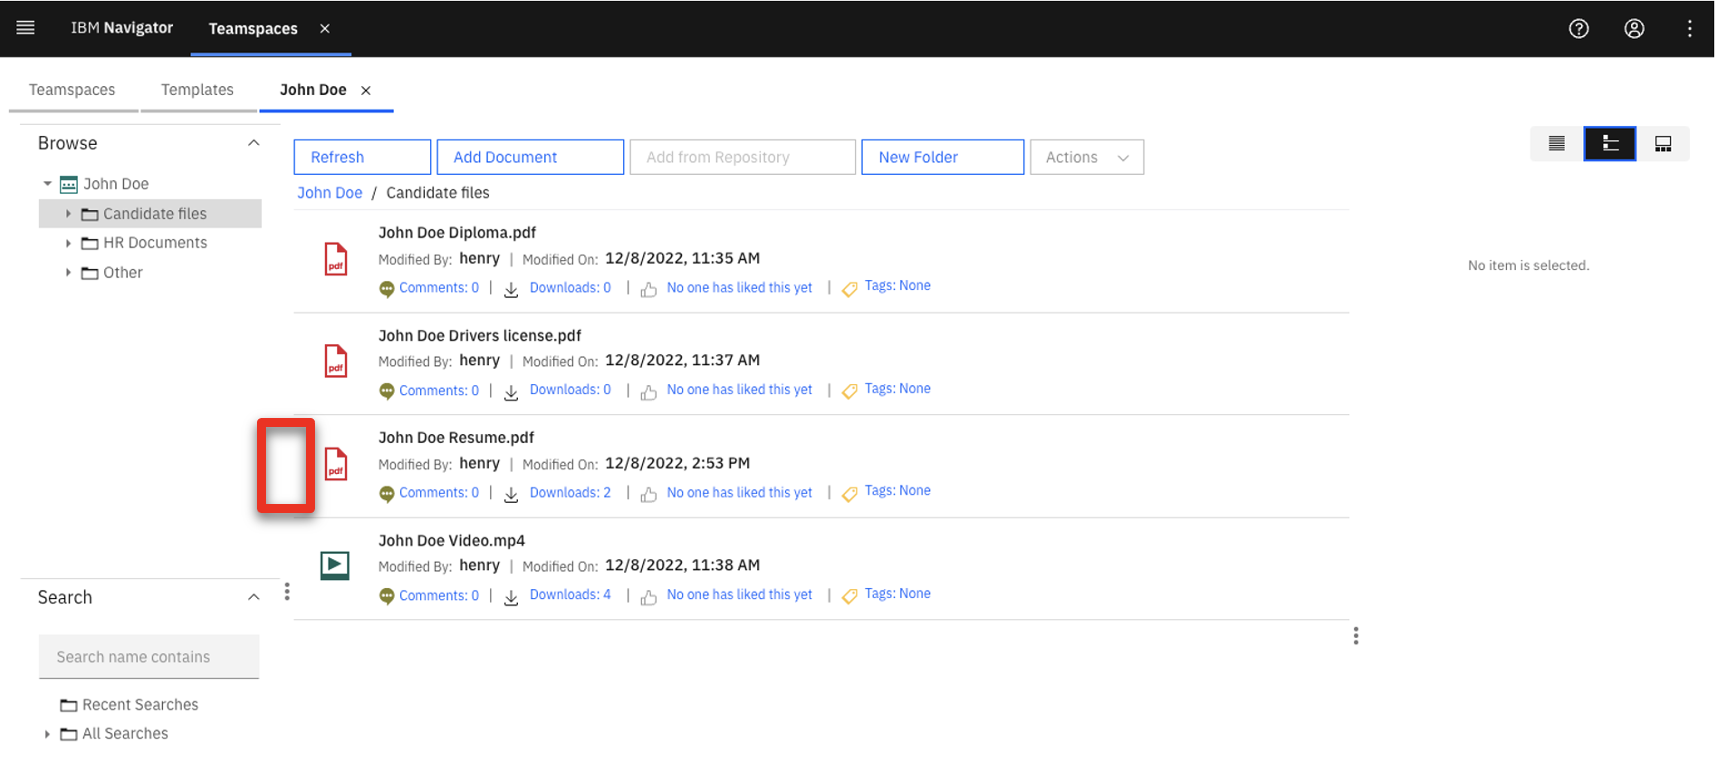 IBM Navigator
Teamspaces
Teamspaces
Templates
John Doe
Browse
John Doe
Candidate files
HR Documents
Other
Refresh
Add Document
Add from Repository
New Folder
Actions
John Doe / Candidate files
John Doe Diploma.pdf
pdf
Modified By: henry | Modified On: 12/8/2022, 11:35 AM
Comments: 0 | Downloads: 0 | No one has liked this yet | Tags: None
John Doe Drivers license.pdf
pdf
Modified By: henry | Modified On: 12/8/2022, 11:37 AM
Comments: 0 | Downloads: 0 | No one has liked this yet | Tags: None
John Doe Resume.pdf
pdf
Modified By: henry | Modified On: 12/8/2022, 2:53 PM
Comments: 0 | Downloads: 2 | No one has liked this yet | Tags: None
John Doe Video.mp4
Modified By: henry | Modified On: 12/8/2022, 11:38 AM
Comments: 0 | Downloads: 4 | No one has liked this yet | Tags: None
No item is selected.
Search
Search name contains
Recent Searches
All Searches